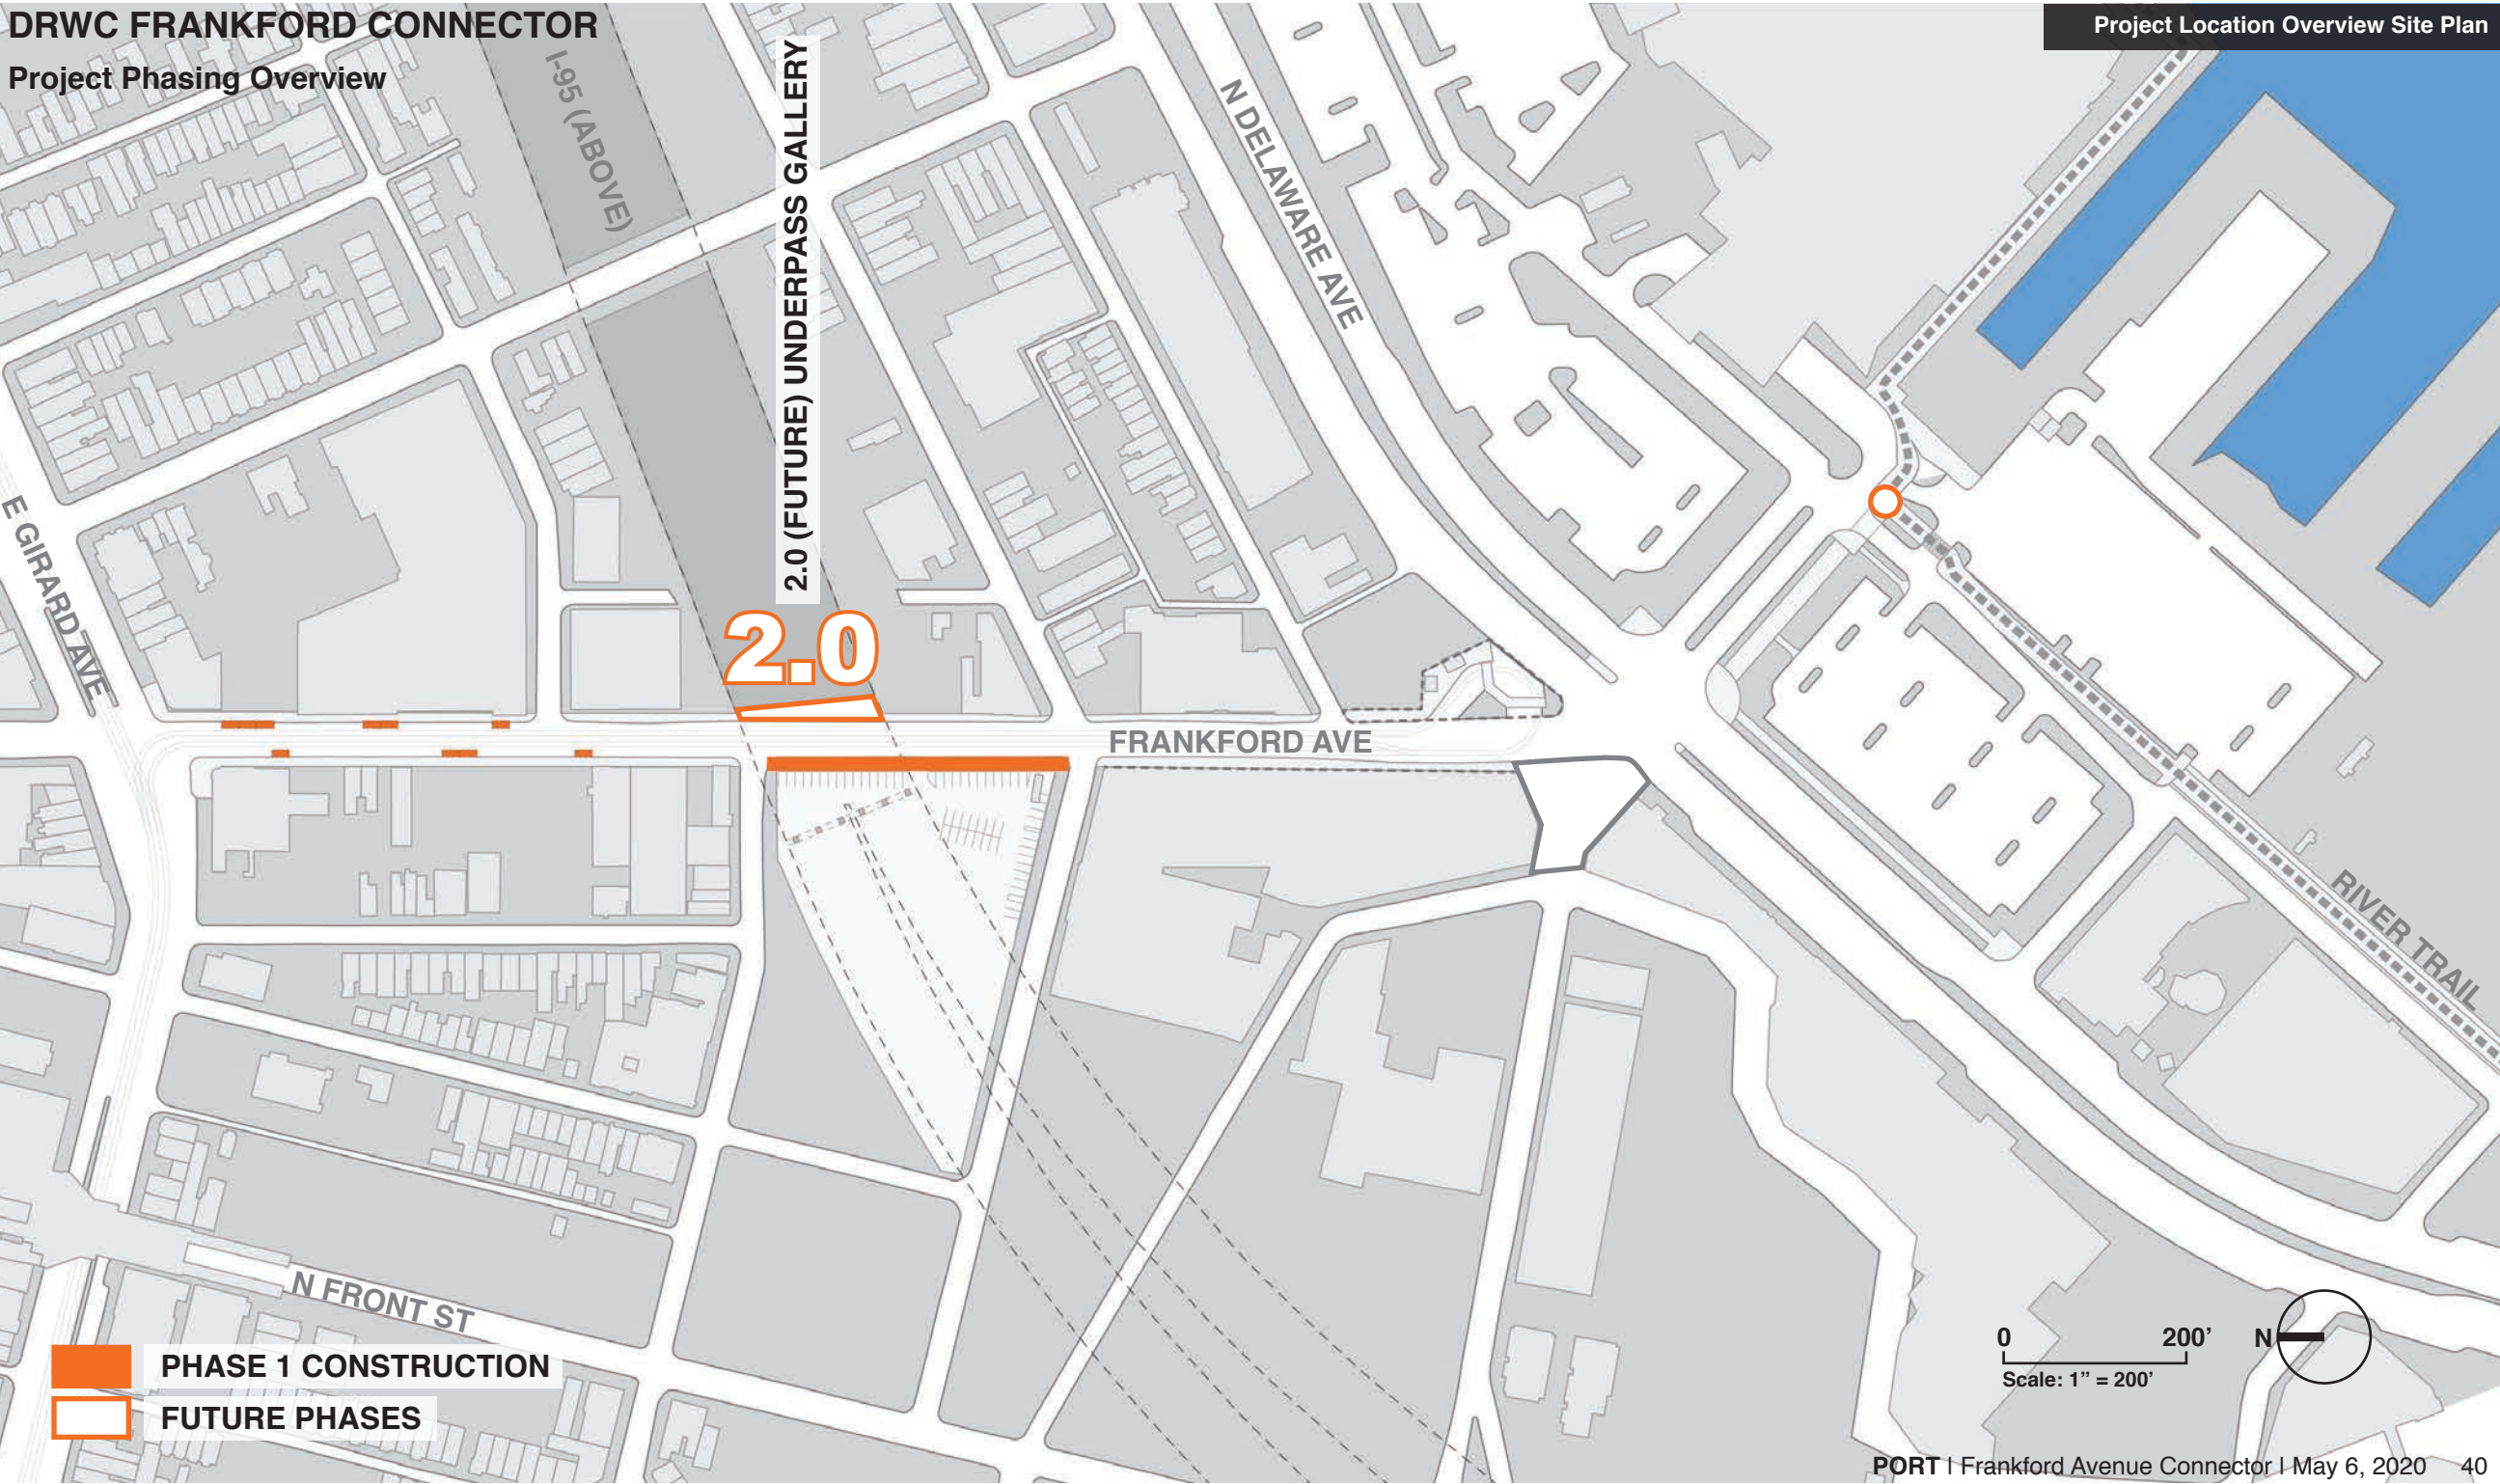 DRWC FRANKFORD CONNECTOR
Project Phasing Overview
Project Location Overview Site Plan
I-95 (ABOVE)
2.0 (FUTURE) UNDERPASS GALLERY
N DELAWARE AVE
E GIRARD AVE
2.0
FRANKFORD AVE
RIVER TRAIL
N FRONT ST
PHASE 1 CONSTRUCTION
FUTURE PHASES
0 200’ N
Scale: 1” = 200’
PORT | Frankford Avenue Connector | May 6, 2020 40